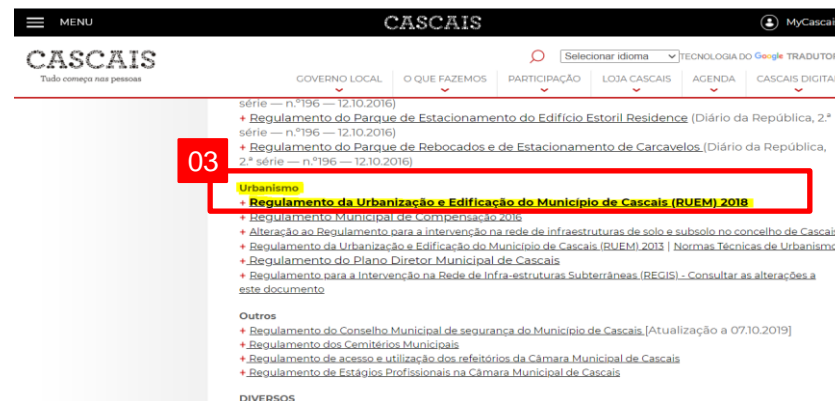 MENU
CASCAIS
MyCascais
CASCAIS
Tudo começa nas pessoas
Selecionar idioma
TECNOLOGIA DO Google TRADUTOR
GOVERNO LOCAL
O QUE FAZEMOS
PARTICIPAÇÃO
LOJA CASCAIS
AGENDA
CASCAIS DIGITAL
série — n.º196 — 12.10.2016)
+ Regulamento do Parque de Estacionamento do Edifício Estoril Residence (Diário da República, 2.ª
série — n.º196 — 12.10.2016)
+ Regulamento do Parque de Rebocados e de Estacionamento de Carcavelos (Diário da República,
2.ª série — n.º196 — 12.10.2016)
03
Urbanismo
+ Regulamento da Urbanização e Edificação do Município de Cascais (RUEM) 2018
+ Regulamento Municipal de Compensação 2016
+ Alteração ao Regulamento para a intervenção na rede de infraestruturas de solo e subsolo no concelho de Cascais
+ Regulamento da Urbanização e Edificação do Município de Cascais (RUEM) 2013 | Normas Técnicas de Urbanismo
+ Regulamento do Plano Diretor Municipal de Cascais
+ Regulamento para a Intervenção na Rede de Infra-estruturas Subterrâneas (REGIS) - Consultar as alterações a
este documento
Outros
+ Regulamento do Conselho Municipal de segurança do Município de Cascais [Atualização a 07.10.2019]
+ Regulamento dos Cemitérios Municipais
+ Regulamento de acesso e utilização dos refeitórios da Câmara Municipal de Cascais
+ Regulamento de Estágios Profissionais na Câmara Municipal de Cascais
DIVERSOS